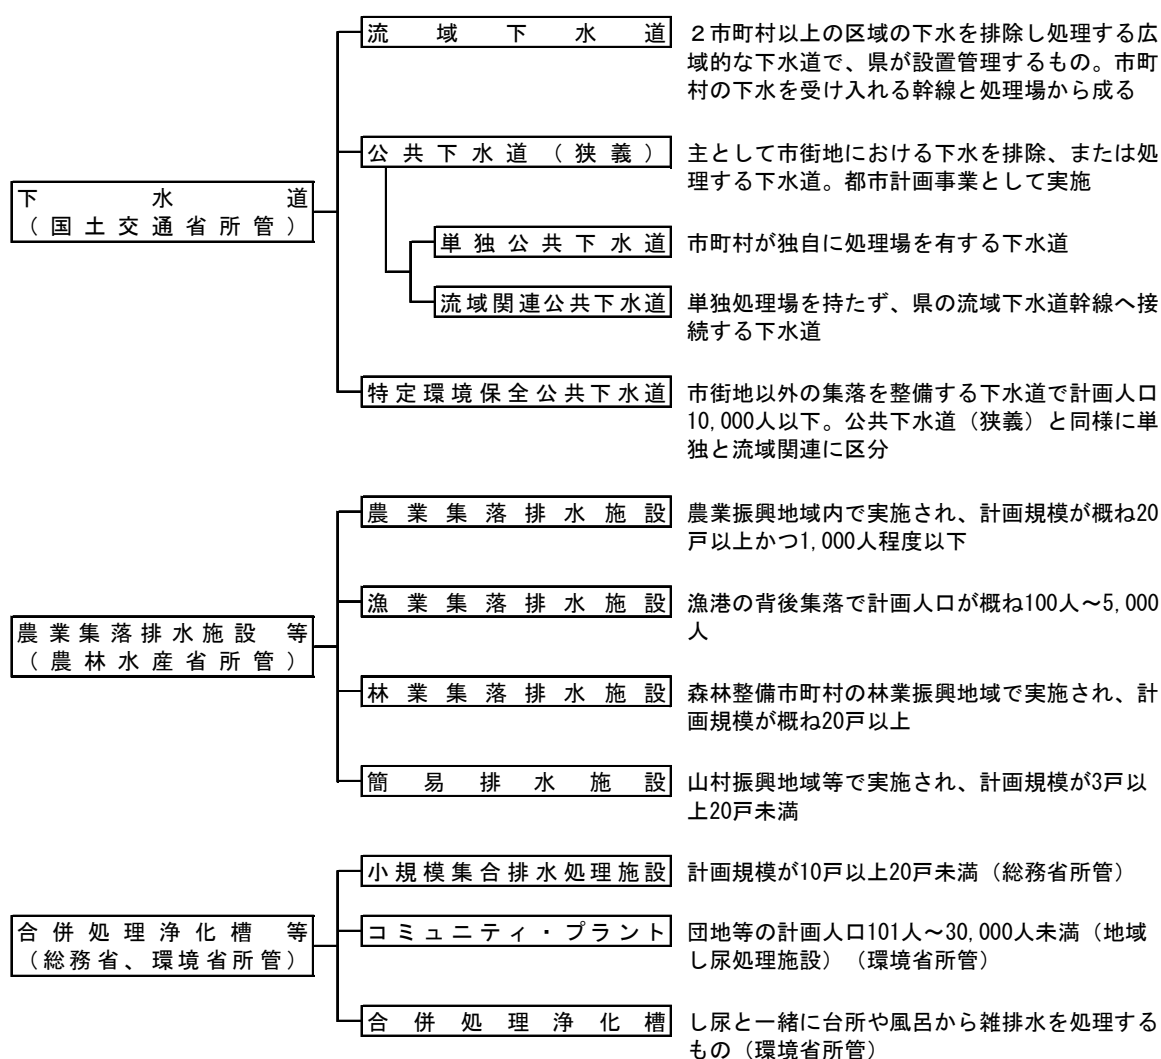 流域下水道
２市町村以上の区域の下水を排除し処理する広
域的な下水道で、県が設置管理するもの。市町
村の下水を受け入れる幹線と処理場から成る
公共下水道（狭義）
主として市街地における下水を排除、または処
理する下水道。都市計画事業として実施
下水道
（国土交通省所管）
単独公共下水道
市町村が独自に処理場を有する下水道
流域関連公共下水道
単独処理場を持たず、県の流域下水道幹線へ接
続する下水道
特定環境保全公共下水道
市街地以外の集落を整備する下水道で計画人口
10,000人以下。公共下水道（狭義）と同様に単
独と流域関連に区分
農業集落排水施設
農業振興地域内で実施され、計画規模が概ね20
戸以上かつ1,000人程度以下
漁業集落排水施設
漁港の背後集落で計画人口が概ね100人～5,000
人
農業集落排水施設 等
（農林水産省所管）
林業集落排水施設
森林整備市町村の林業振興地域で実施され、計
画規模が概ね20戸以上
簡易排水施設
山村振興地域等で実施され、計画規模が3戸以
上20戸未満
小規模集合排水処理施設
計画規模が10戸以上20戸未満（総務省所管）
合併処理浄化槽 等
（総務省、環境省所管）
コミュニティ・プラント
団地等の計画人口101人～30,000人未満（地域
し尿処理施設）（環境省所管）
合併処理浄化槽
し尿と一緒に台所や風呂から雑排水を処理する
もの（環境省所管）